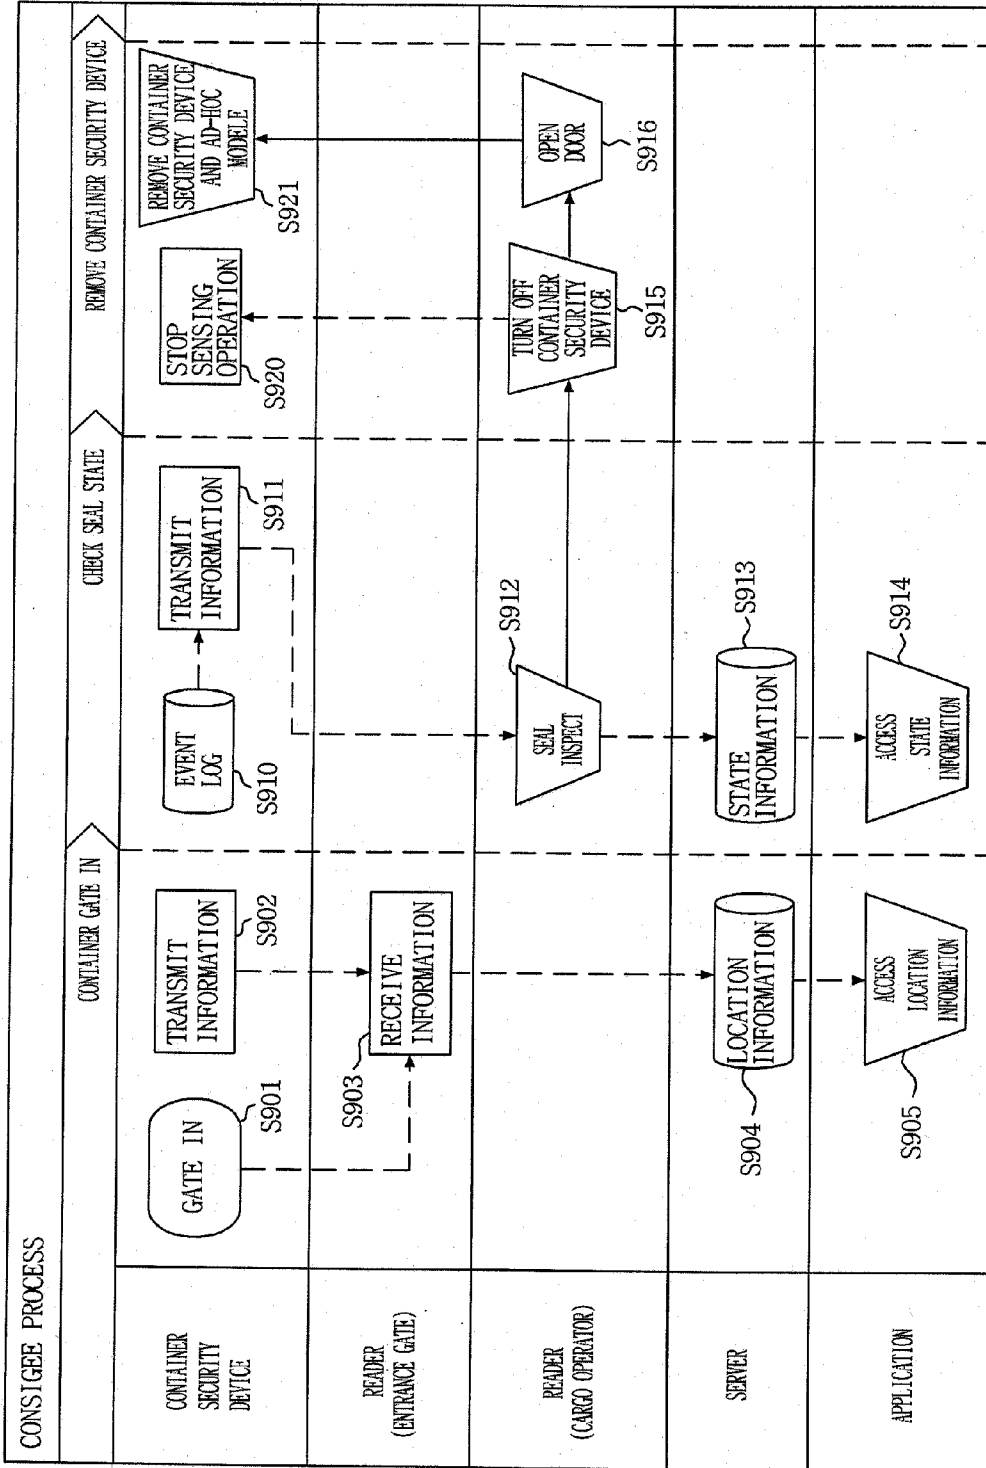 CONSIGEE PROCESS
CONTAINER GATE IN
CHECK SEAL STATE
REMOVE CONTAINER SECURITY DEVICE
CONTAINER
SECURITY
DEVICE
GATE IN
S901
TRANSMIT
INFORMATION
S902
EVENT
LOG
S910
TRANSMIT
INFORMATION
S911
STOP
SENSING
OPERATION
S920
REMOVE CONTAINER
SECURITY DEVICE
AND AD-HOC
MODELE
S921
READER
(ENTRANCE GATE)
S903
RECEIVE
INFORMATION
READER
(CARGO OPERATOR)
SEAL
INSPECT
S912
TURN OFF
CONTAINER
SECURITY
DEVICE
S915
OPEN
DOOR
S916
SERVER
S904
LOCATION
INFORMATION
STATE
INFORMATION
S913
APPLICATION
S905
ACCESS
LOCATION
INFORMATION
ACCESS
STATE
INFORMATION
S914